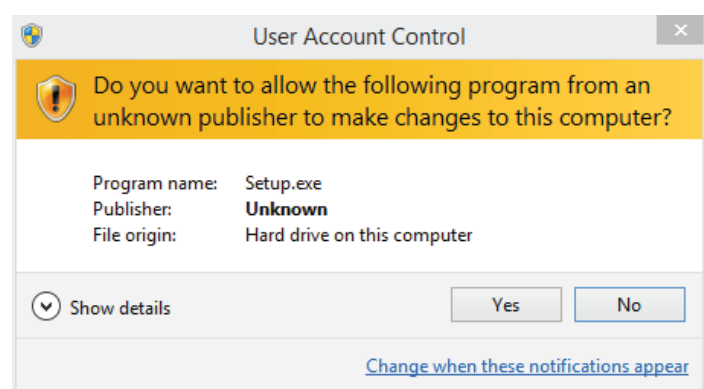 User Account Control
Do you want to allow the following program from an
unknown publisher to make changes to this computer?
Program name: Setup.exe
Publisher: Unknown
File origin: Hard drive on this computer
Show details
Yes No
Change when these notifications appear